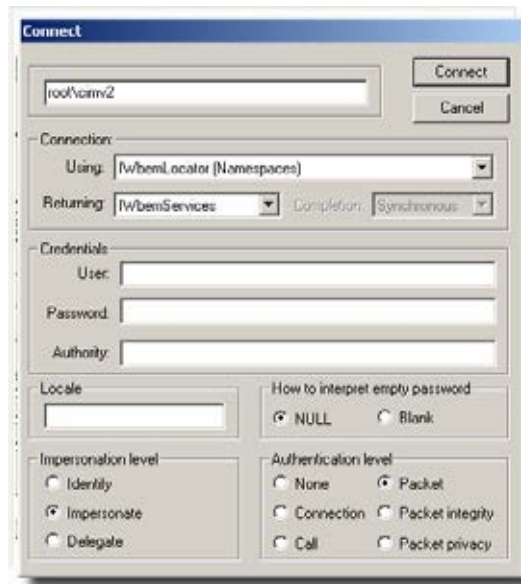 Connect
root\cimv2
Connect
Cancel
Connection:
Using: IWbemLocator (Namespaces)
Returning: IWbemServices Completion: Synchronous
Credentials
User:
Password:
Authority:
Locale
How to interpret empty password
NULL Blank
Impersonation level
Identify
Impersonate
Delegate
Authentication level
None Packet
Connection Packet integrity
Call Packet privacy